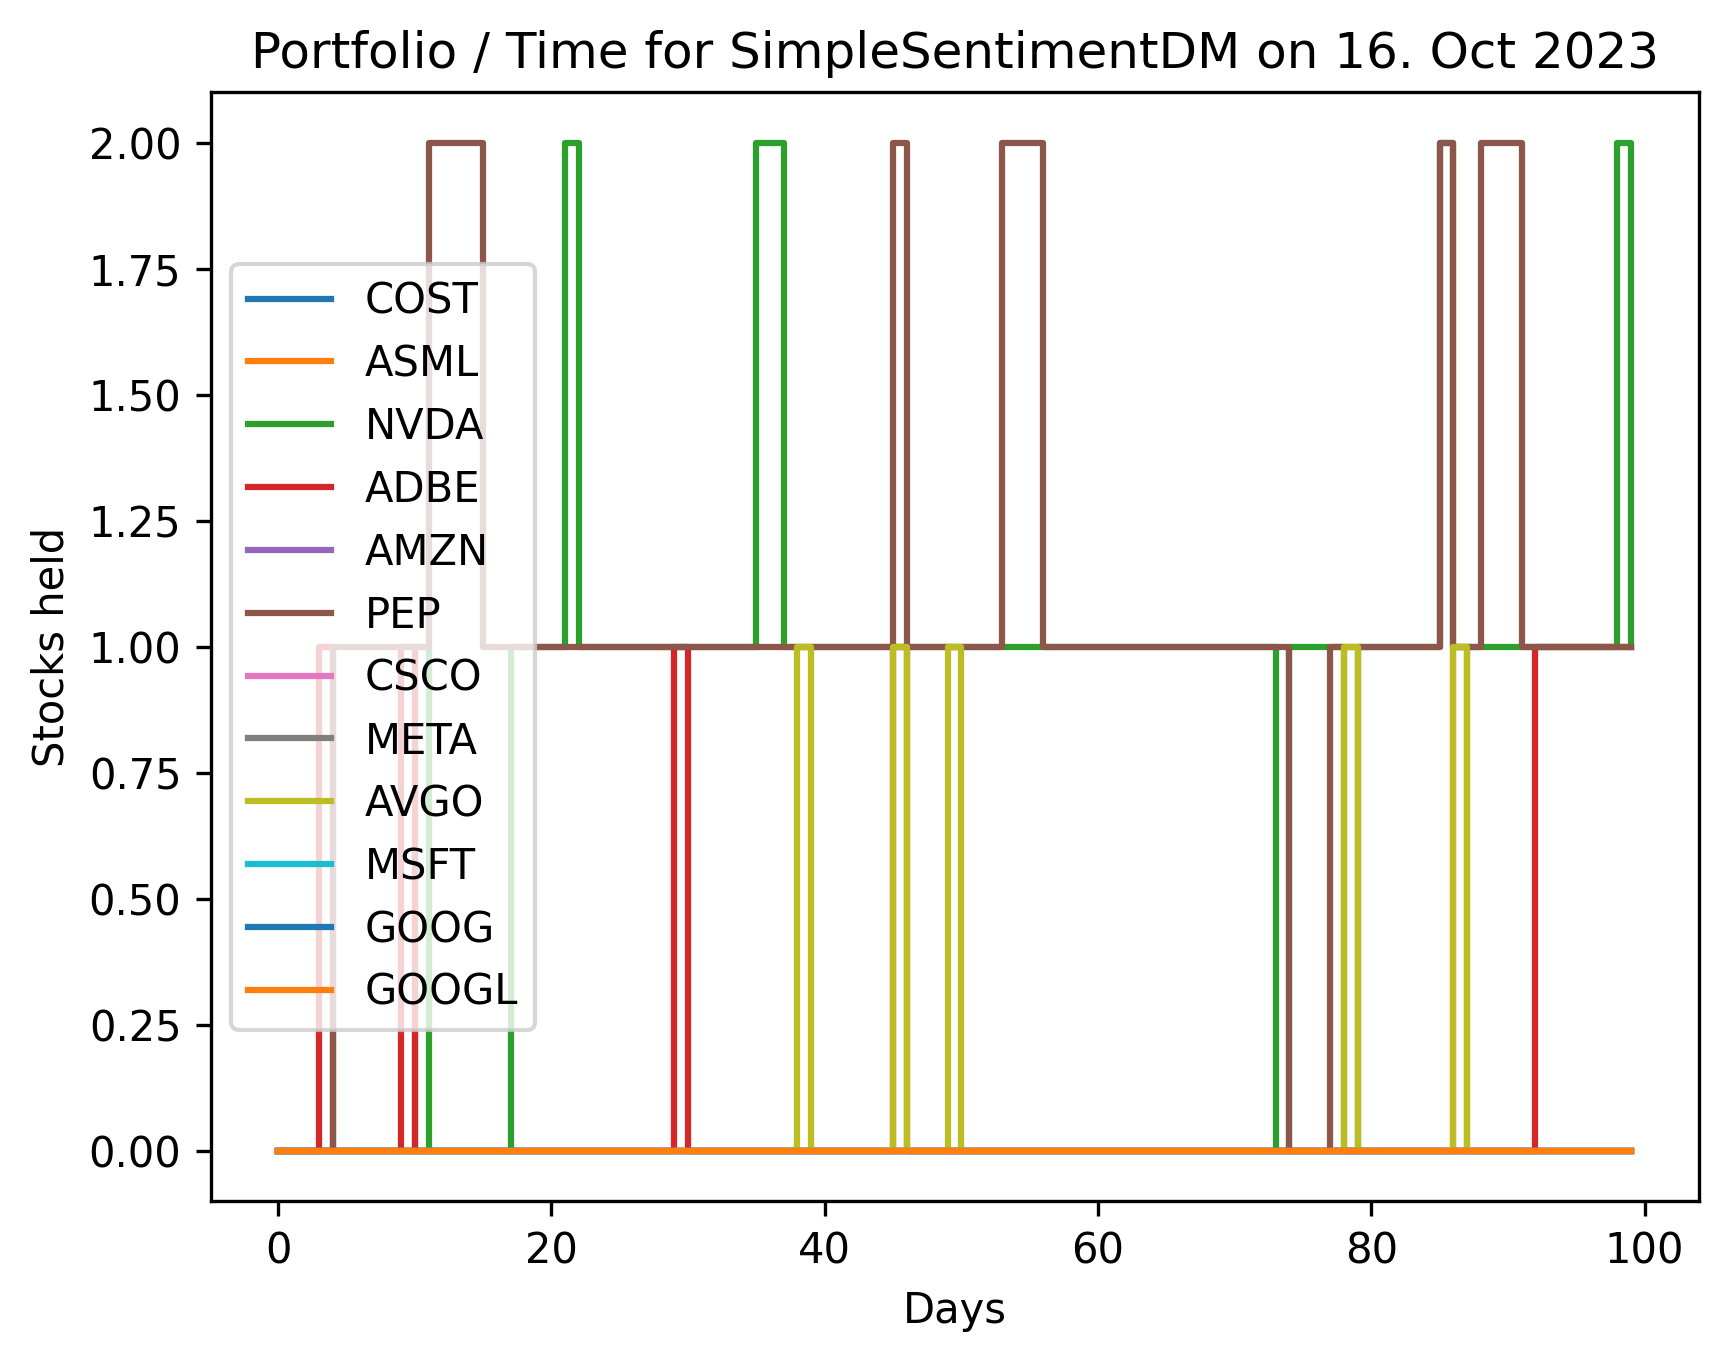 Portfolio / Time for SimpleSentimentDM on 16. Oct 2023
2.00
1.75
1.50
1.25
1.00
0.75
0.50
0.25
0.00
Stocks held
COST
ASML
NVDA
ADBE
AMZN
PEP
CSCO
META
AVGO
MSFT
GOOG
GOOGL
0 20 40 60 80 100
Days